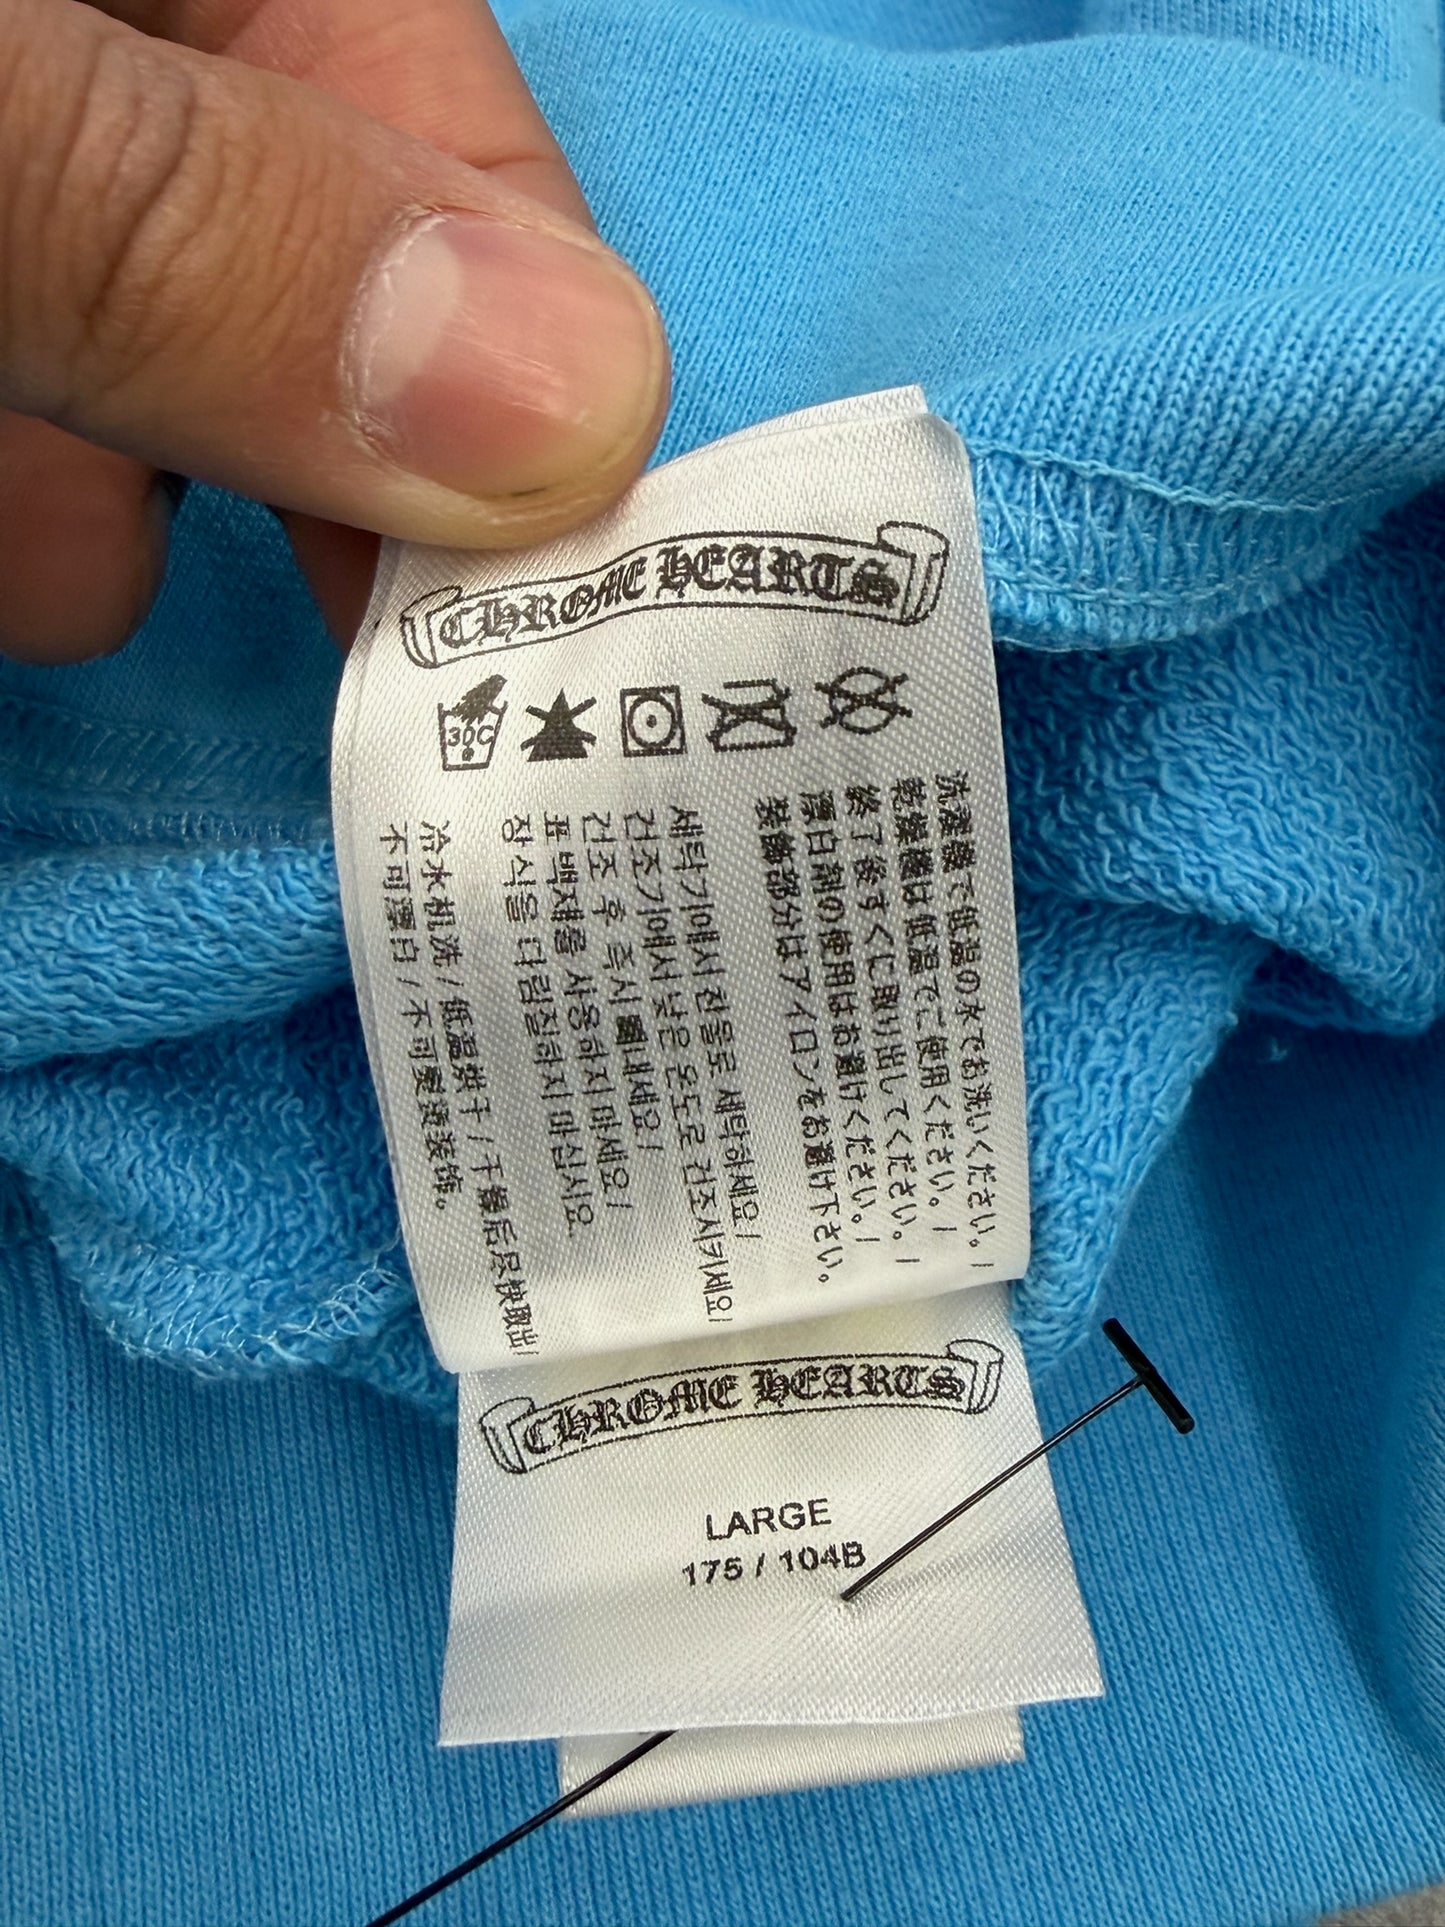 CHROME HEARTS
30C
洗濯機で低温の水でお洗いください。/
乾燥機は低温でご使用ください。/
終了後すぐに取り出してください。/
漂白剤の使用はお避けください。/
装飾部分はアイロンをお避け下さい。
세탁기에서 찬물로 세탁하세요/
건조기에서 낮은 온도로 건조시키세요/
건조 후 즉시 내세요/
표백제를 사용하지 마세요/
장식을 다림질하지 마십시오
冷水机洗/低温烘干/干燥后尽快取出/
不可漂白/不可熨烫装饰。
CHROME HEARTS
LARGE
175 / 104B